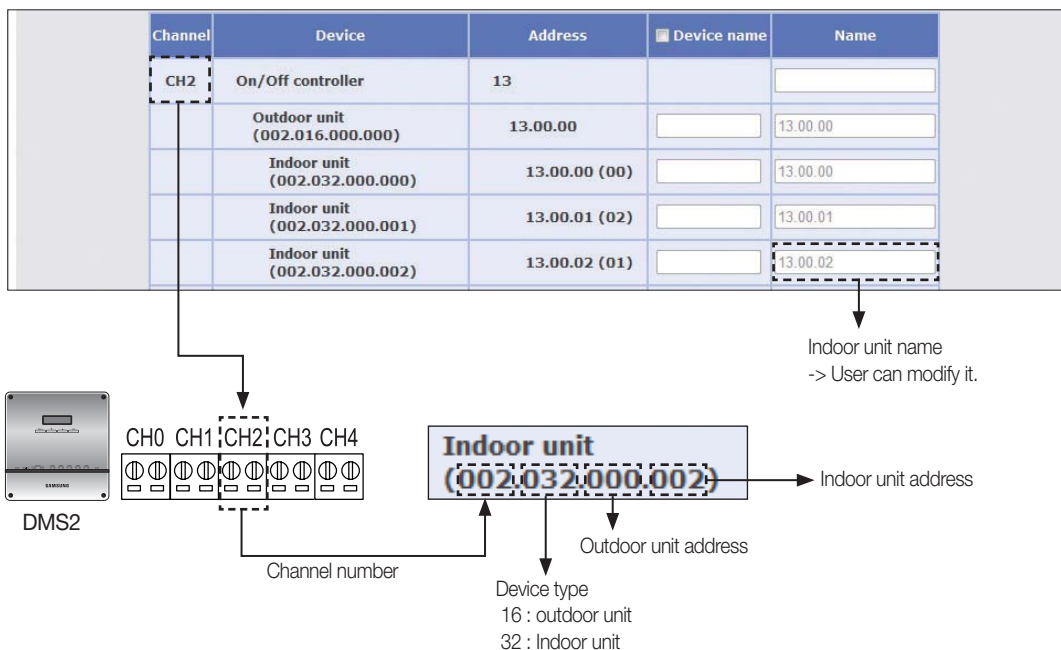 Channel Device Address Device name Name
CH2 On/Off controller 13
Outdoor unit
(002.016.000.000) 13.00.00 13.00.00
Indoor unit
(002.032.000.000) 13.00.00 (00) 13.00.00
Indoor unit
(002.032.000.001) 13.00.01 (02) 13.00.01
Indoor unit
(002.032.000.002) 13.00.02 (01) 13.00.02
Indoor unit name
-> User can modify it.
CH0 CH1 CH2 CH3 CH4
SAMSUNG
DMS2
Indoor unit
(002.032.000.002)
Indoor unit address
Outdoor unit address
Channel number
Device type
16 : outdoor unit
32 : Indoor unit